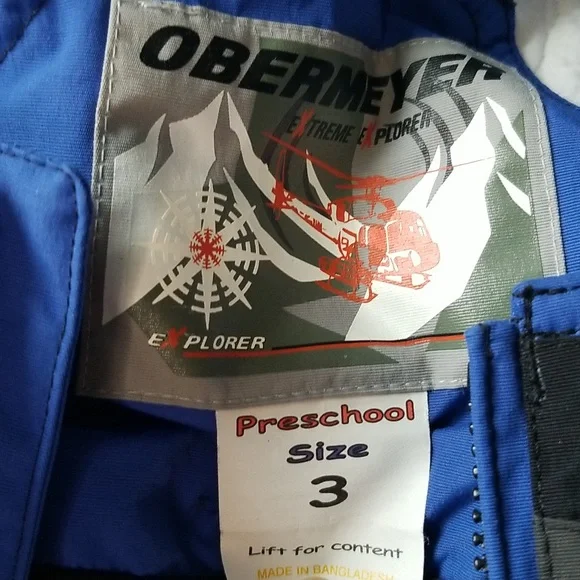 OBERMEYER
EXTREME EXPLORER
EXPLORER
Preschool
Size
3
Lift for content
MADE IN BANGLADESH